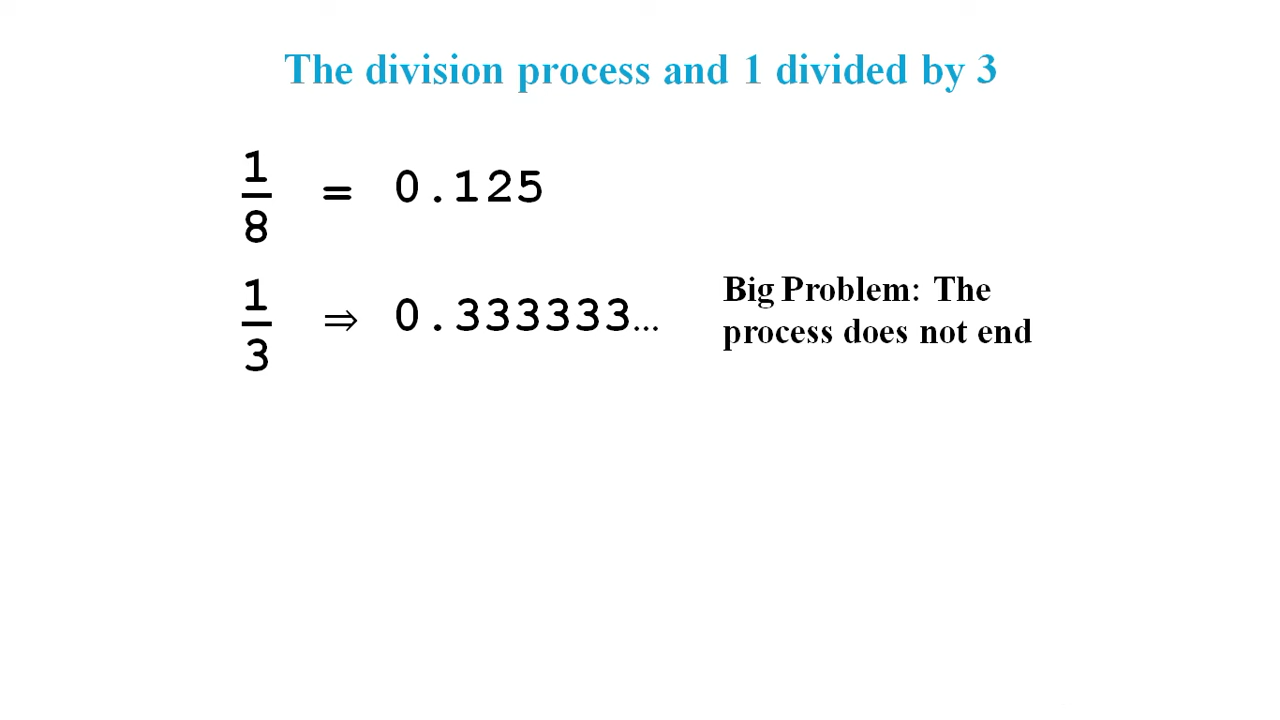 The division process and 1 divided by 3
1
8
= 0.125
1
3
⇒ 0.333333…
Big Problem: The
process does not end